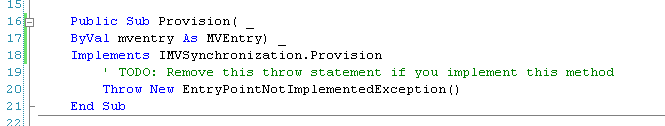 15
16 Public Sub Provision( _
17 ByVal mventry As MVEntry) _
18 Implements IMVSynchronization.Provision
19 ' TODO: Remove this throw statement if you implement this method
20 Throw New EntryPointNotImplementedException()
21 End Sub
22